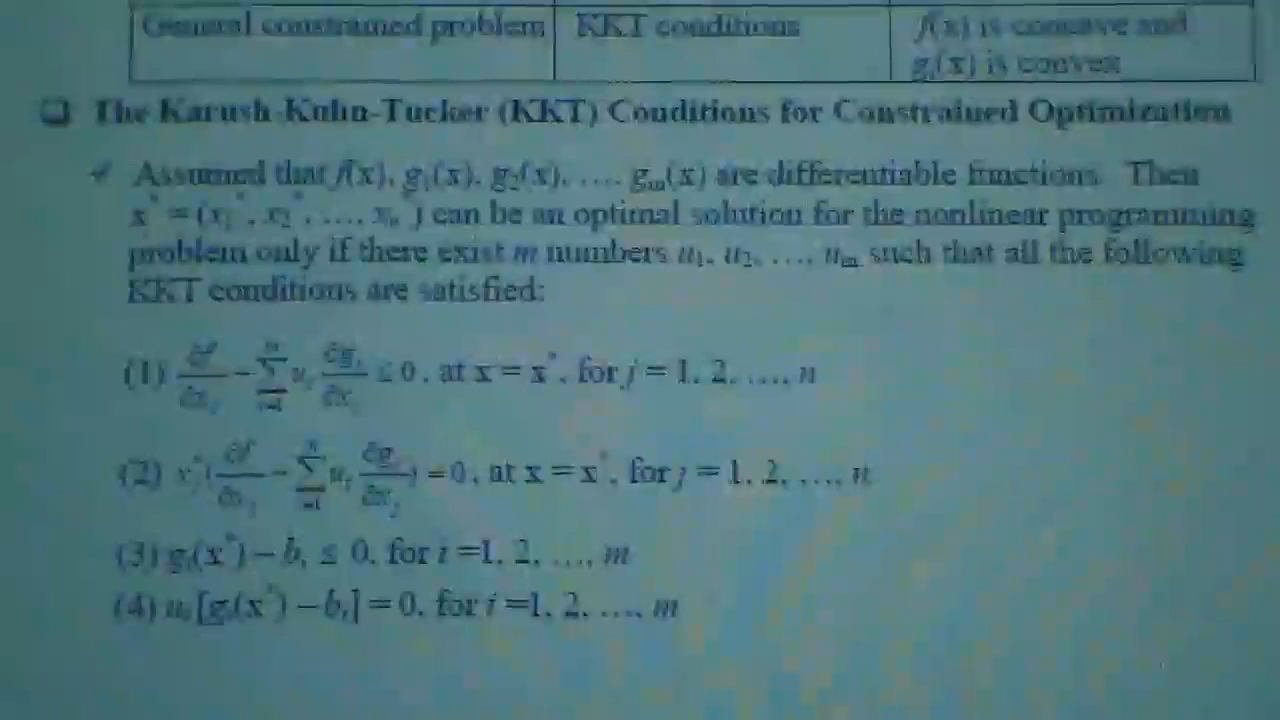 General constrained problem KKT conditions f(x) is concave and
gᵢ(x) is convex
❑ The Karush-Kuhn-Tucker (KKT) Conditions for Constrained Optimization
✓ Assumed that f(x), g₁(x), g₂(x), …, gₘ(x) are differentiable functions. Then
x* = (x₁*, x₂*, …, xₙ*) can be an optimal solution for the nonlinear programming
problem only if there exist m numbers u₁, u₂, …, uₘ such that all the following
KKT conditions are satisfied:
(1) ∂f/∂xⱼ − Σ uᵢ ∂gᵢ/∂xⱼ ≤ 0, at x = x*, for j = 1, 2, …, n
(2) xⱼ*(∂f/∂xⱼ − Σ uᵢ ∂gᵢ/∂xⱼ) = 0, at x = x*, for j = 1, 2, …, n
(3) gᵢ(x*) − bᵢ ≤ 0, for i =1, 2, …, m
(4) uᵢ [gᵢ(x*) − bᵢ] = 0, for i =1, 2, …, m